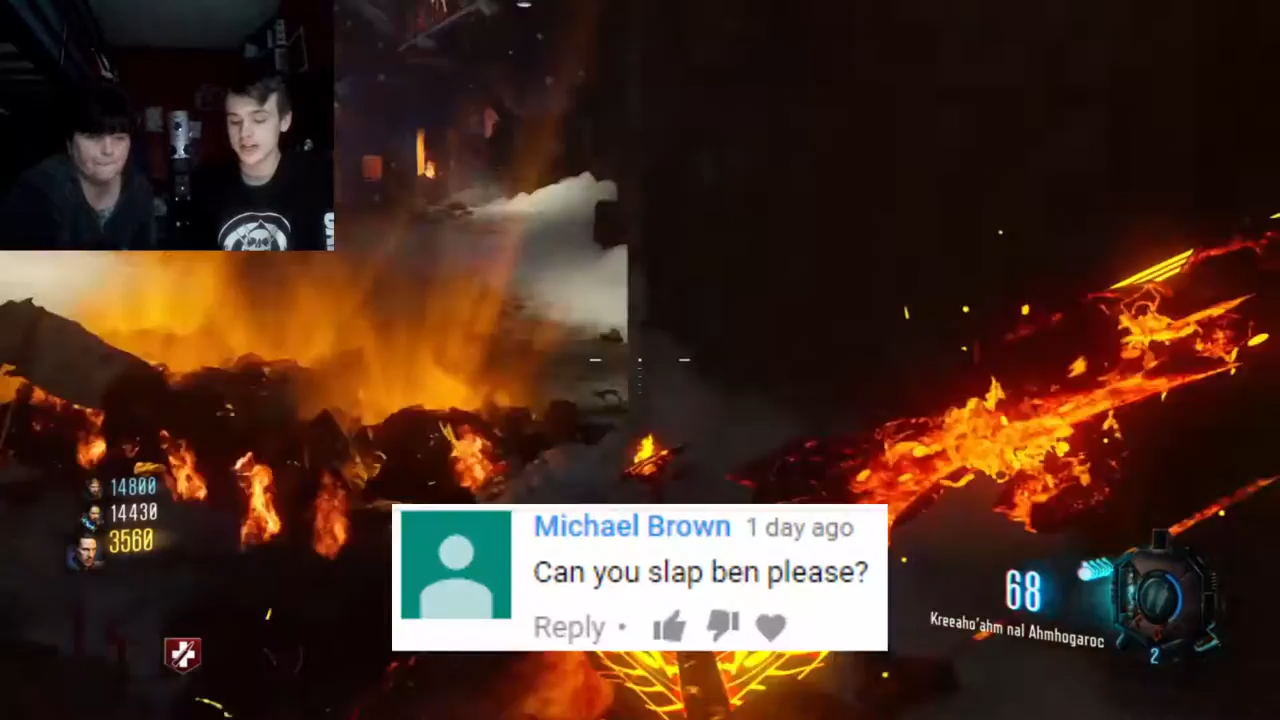 14800
14430
3560
Michael Brown 1 day ago
Can you slap ben please?
Reply •
68
Kreeaho'ahm nal Ahmhogaroc
2